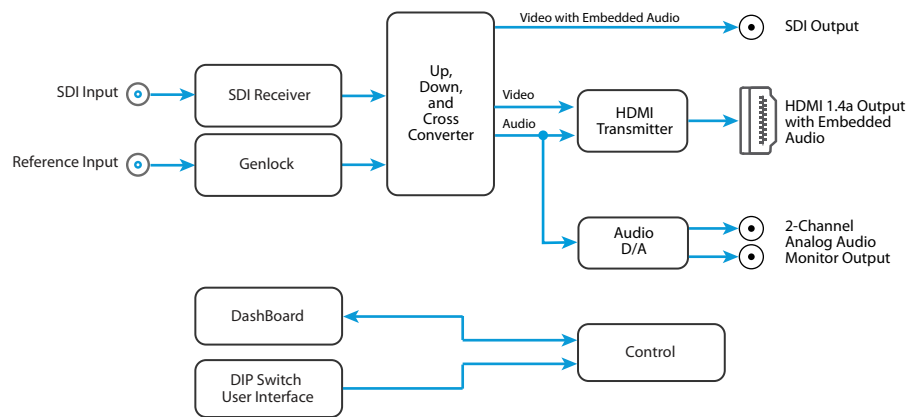 Video with Embedded Audio
SDI Output
SDI Input
SDI Receiver
Up,
Down,
and
Cross
Converter
Video
Audio
HDMI
Transmitter
HDMI 1.4a Output
with Embedded
Audio
Reference Input
Genlock
Audio
D/A
2-Channel
Analog Audio
Monitor Output
DashBoard
Control
DIP Switch
User Interface